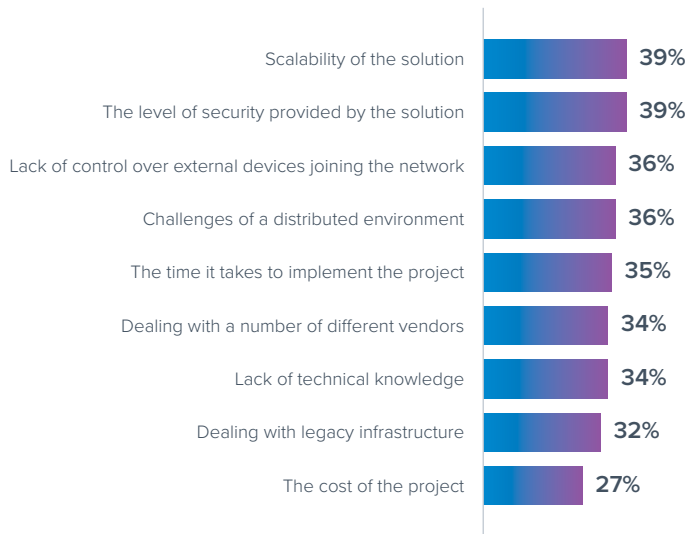 Scalability of the solution 39%
The level of security provided by the solution 39%
Lack of control over external devices joining the network 36%
Challenges of a distributed environment 36%
The time it takes to implement the project 35%
Dealing with a number of different vendors 34%
Lack of technical knowledge 34%
Dealing with legacy infrastructure 32%
The cost of the project 27%